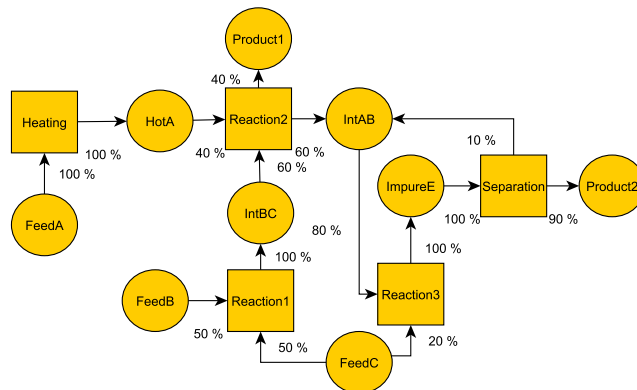 Product1
40 %
Heating
HotA
Reaction2
IntAB
10 %
100 %
40 %
60 %
60 %
100 %
ImpureE
Separation
Product2
FeedA
IntBC
100 %
90 %
80 %
100 %
100 %
FeedB
Reaction1
Reaction3
50 %
50 %
FeedC
20 %